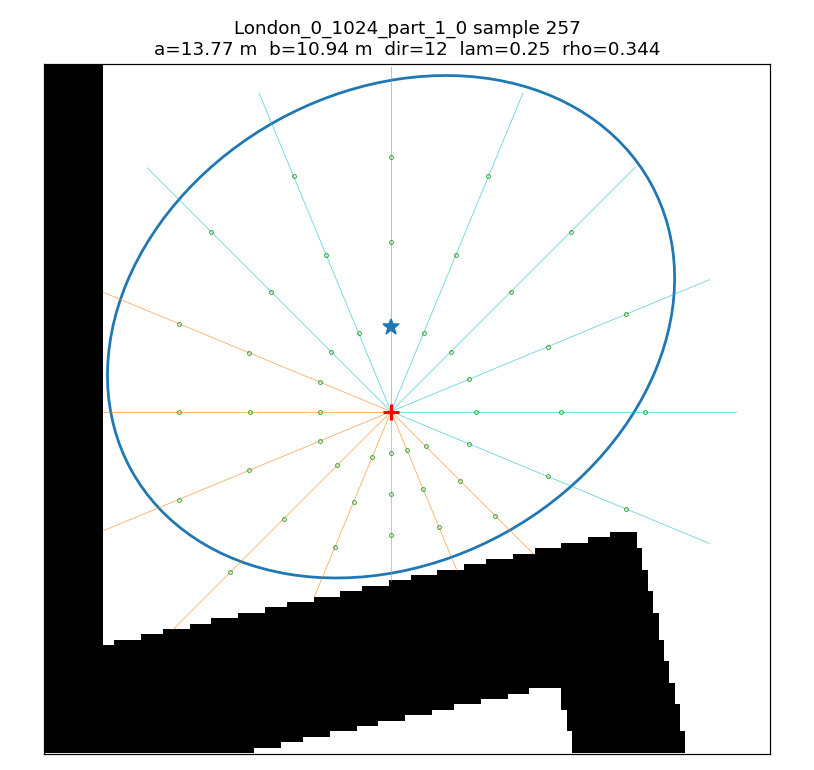 London_0_1024_part_1_0 sample 257
a=13.77 m  b=10.94 m  dir=12  lam=0.25  rho=0.344